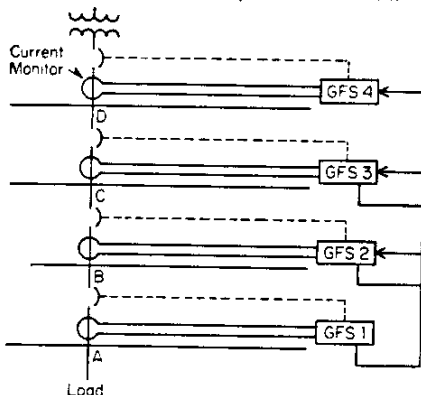 Current
Monitor
GFS 4
D
GFS 3
C
GFS 2
B
GFS 1
A
Load